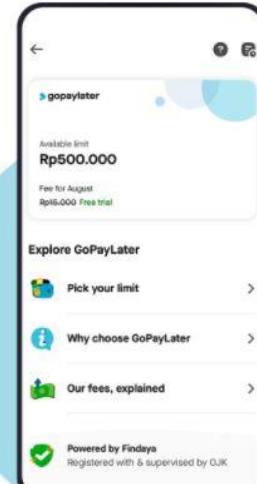 gopaylater
Available limit
Rp500.000
Fee for August
Rp15.000 Free trial
Explore GoPayLater
Pick your limit
Why choose GoPayLater
Our fees, explained
Powered by Findaya
Registered with & supervised by OJK